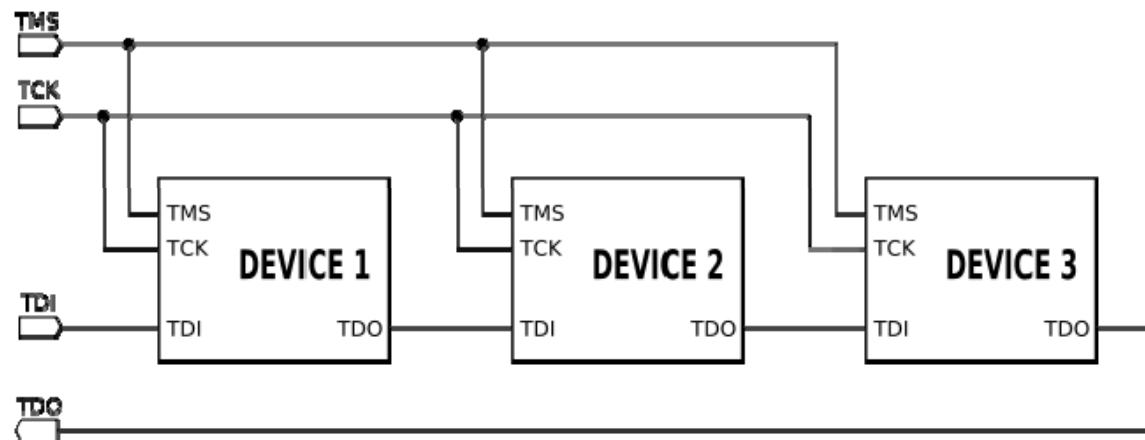 TMS
TCK
TMS
TCK
DEVICE 1
TDI
TDO
TMS
TCK
DEVICE 2
TDI
TDO
TMS
TCK
DEVICE 3
TDI
TDO
TDI
TDO